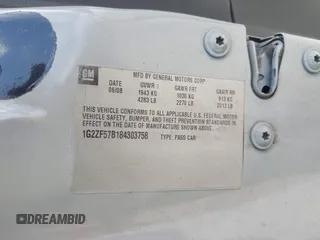 GM
MFD BY GENERAL MOTORS CORP
DATE GVWR GAWR FRT GAWR RR
06/08 1943 KG 1030 KG 913 KG
4283 LB 2270 LB 2013 LB
THIS VEHICLE CONFORMS TO ALL APPLICABLE U.S. FEDERAL MOTOR
VEHICLE SAFETY, BUMPER, AND THEFT PREVENTION STANDARDS IN EFFECT
ON THE DATE OF MANUFACTURE SHOWN ABOVE.
1G2ZF57B184303758 TYPE: PASS CAR
DREAMBID